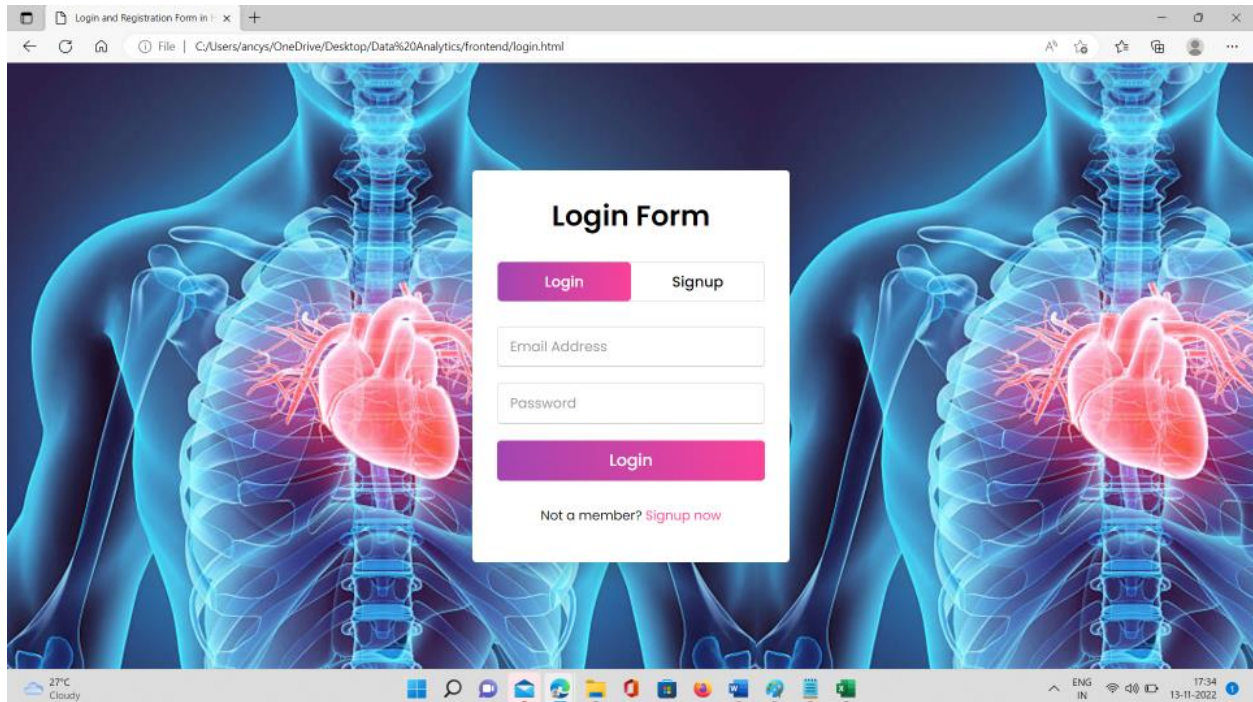 Login and Registration Form in
File | C:/Users/ancys/OneDrive/Desktop/Data%20Analytics/frontend/login.html
Login Form
Login Signup
Email Address
Password
Login
Not a member? Signup now
27°C
Cloudy
ENG
IN
17:34
13-11-2022